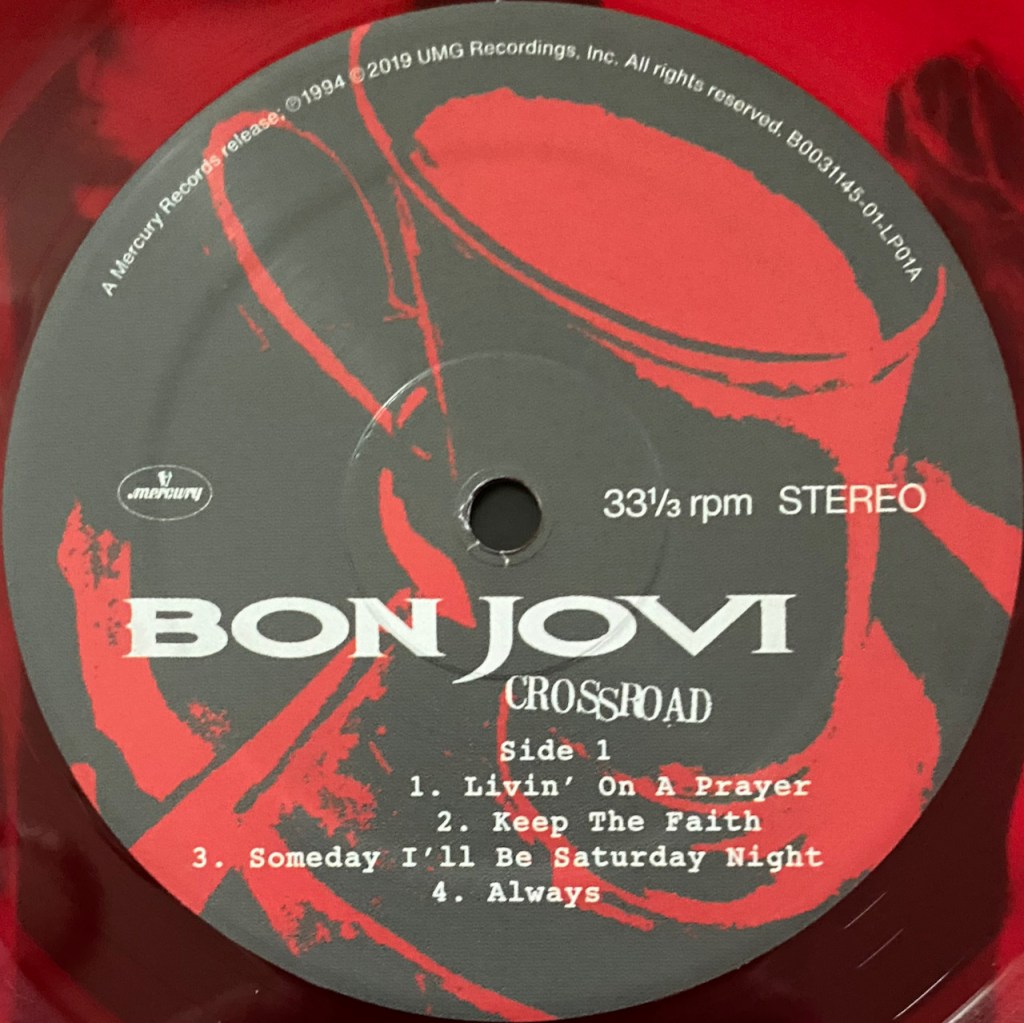 A Mercury Records release; ℗1994 ©2019 UMG Recordings, Inc. All rights reserved. B0031145-01-LP01A
mercury
33⅓ rpm STEREO
BON JOVI
CROSSROAD
Side 1
1. Livin' On A Prayer
2. Keep The Faith
3. Someday I'll Be Saturday Night
4. Always